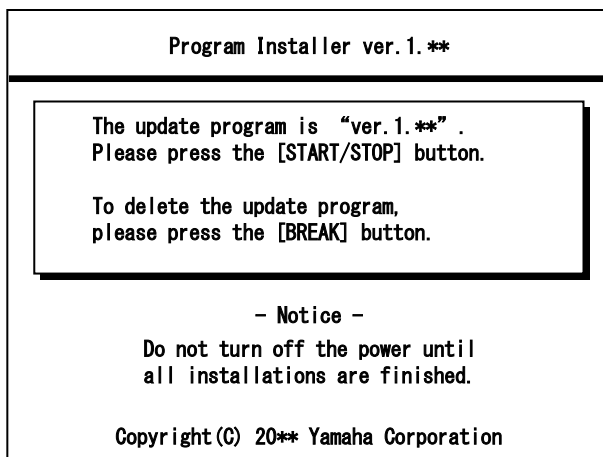 Program Installer ver.1.**
The update program is “ver.1.**”.
Please press the [START/STOP] button.
To delete the update program,
please press the [BREAK] button.
– Notice –
Do not turn off the power until
all installations are finished.
Copyright(C) 20** Yamaha Corporation